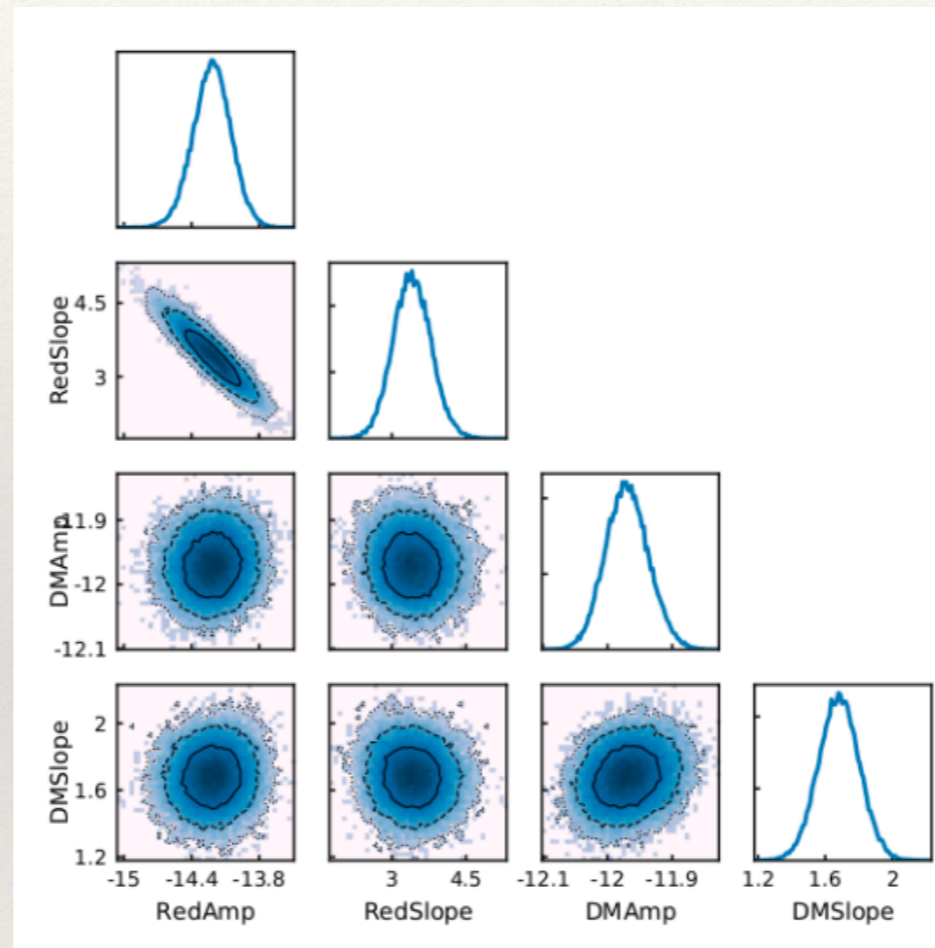 RedSlope
4.5
3
DMAmp
-11.9
-12
-12.1
DMSlope
2
1.6
1.2
-15 -14.4 -13.8
3 4.5
-12.1 -12 -11.9
1.2 1.6 2
RedAmp
RedSlope
DMAmp
DMSlope